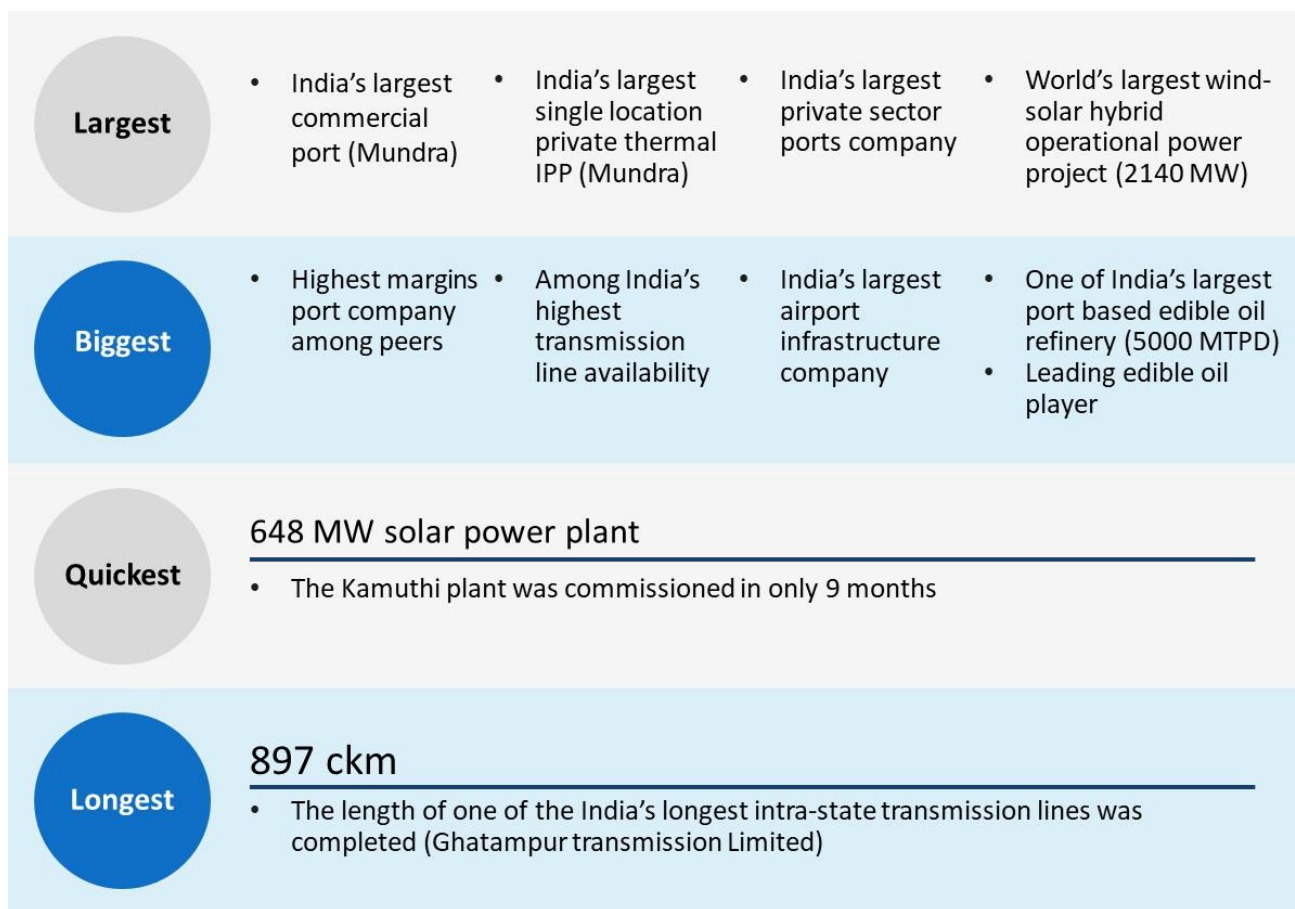 Largest
• India’s largest
commercial
port (Mundra)
• India’s largest
single location
private thermal
IPP (Mundra)
• India’s largest
private sector
ports company
• World’s largest wind-
solar hybrid
operational power
project (2140 MW)
Biggest
• Highest margins
port company
among peers
• Among India’s
highest
transmission
line availability
• India’s largest
airport
infrastructure
company
• One of India’s largest
port based edible oil
refinery (5000 MTPD)
• Leading edible oil
player
Quickest
648 MW solar power plant
• The Kamuthi plant was commissioned in only 9 months
Longest
897 ckm
• The length of one of the India’s longest intra-state transmission lines was
completed (Ghatampur transmission Limited)